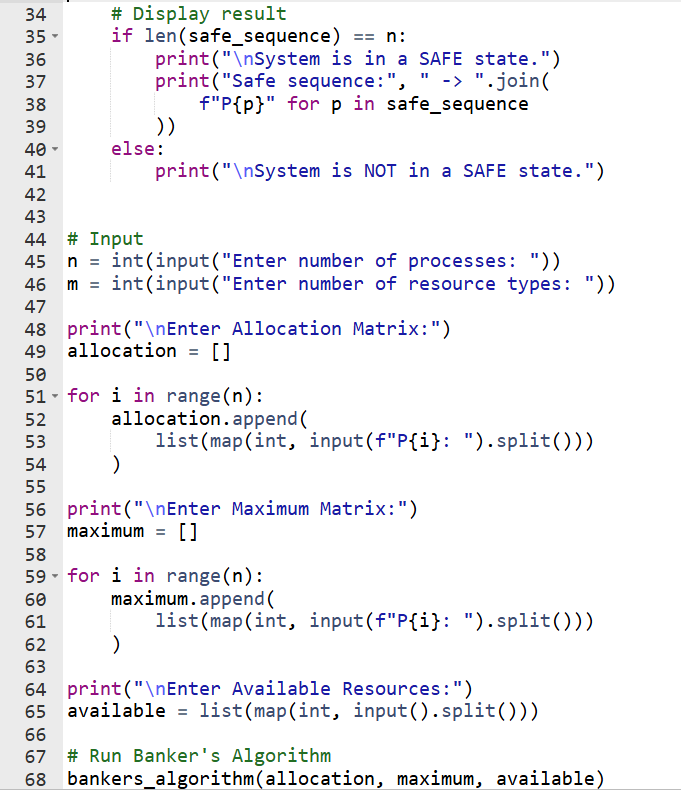 34     # Display result
35     if len(safe_sequence) == n:
36         print("\nSystem is in a SAFE state.")
37         print("Safe sequence:", " -> ".join(
38             f"P{p}" for p in safe_sequence
39         ))
40     else:
41         print("\nSystem is NOT in a SAFE state.")
42
43
44 # Input
45 n = int(input("Enter number of processes: "))
46 m = int(input("Enter number of resource types: "))
47
48 print("\nEnter Allocation Matrix:")
49 allocation = []
50
51 for i in range(n):
52     allocation.append(
53         list(map(int, input(f"P{i}: ").split()))
54     )
55
56 print("\nEnter Maximum Matrix:")
57 maximum = []
58
59 for i in range(n):
60     maximum.append(
61         list(map(int, input(f"P{i}: ").split()))
62     )
63
64 print("\nEnter Available Resources:")
65 available = list(map(int, input().split()))
66
67 # Run Banker's Algorithm
68 bankers_algorithm(allocation, maximum, available)